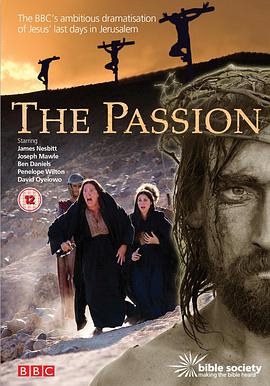 The BBC's ambitious dramatisation
of Jesus' last days in Jerusalem
THE PASSION
Starring
James Nesbitt
Joseph Mawle
Ben Daniels
Penelope Wilton
David Oyelowo
12
BBC
bible society
making the bible heard